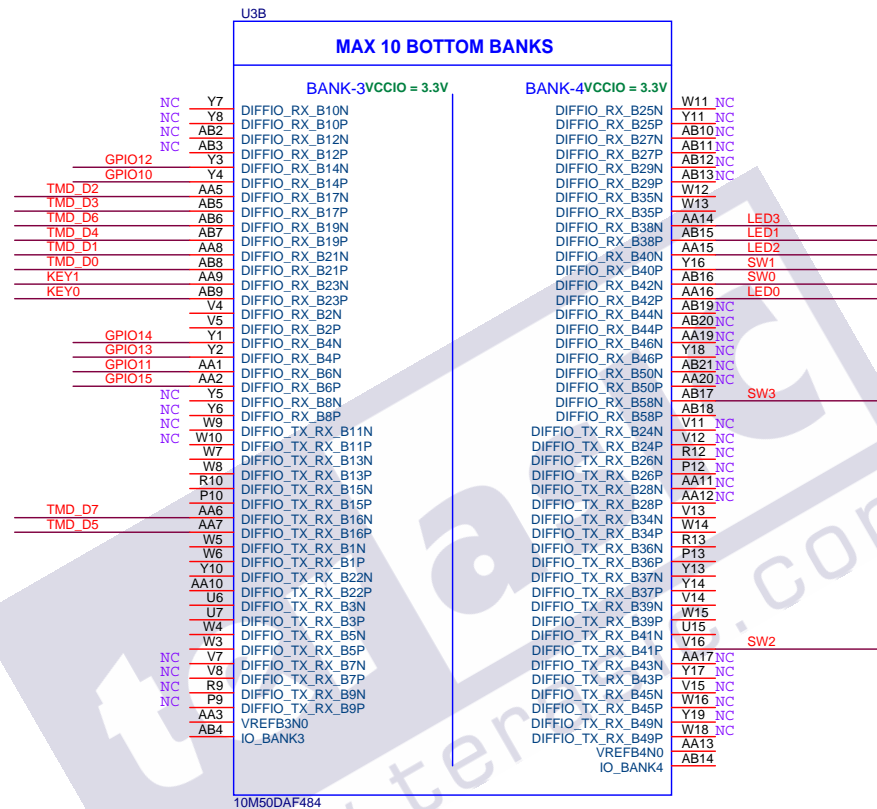 U3B
MAX 10 BOTTOM BANKS
BANK-3 VCCIO = 3.3V
NC Y7 DIFFIO_RX_B10N
NC Y8 DIFFIO_RX_B10P
NC AB2 DIFFIO_RX_B12N
NC AB3 DIFFIO_RX_B12P
GPIO12 Y3 DIFFIO_RX_B14N
GPIO10 Y4 DIFFIO_RX_B14P
TMD_D2 AA5 DIFFIO_RX_B17N
TMD_D3 AB5 DIFFIO_RX_B17P
TMD_D6 AB6 DIFFIO_RX_B19N
TMD_D4 AB7 DIFFIO_RX_B19P
TMD_D1 AA8 DIFFIO_RX_B21N
TMD_D0 AB8 DIFFIO_RX_B21P
KEY1 AA9 DIFFIO_RX_B23N
KEY0 AB9 DIFFIO_RX_B23P
V4 DIFFIO_RX_B2N
V5 DIFFIO_RX_B2P
GPIO14 Y1 DIFFIO_RX_B4N
GPIO13 Y2 DIFFIO_RX_B4P
GPIO11 AA1 DIFFIO_RX_B6N
GPIO15 AA2 DIFFIO_RX_B6P
NC Y5 DIFFIO_RX_B8N
NC Y6 DIFFIO_RX_B8P
NC W9 DIFFIO_TX_RX_B11N
NC W10 DIFFIO_TX_RX_B11P
W7 DIFFIO_TX_RX_B13N
W8 DIFFIO_TX_RX_B13P
R10 DIFFIO_TX_RX_B15N
P10 DIFFIO_TX_RX_B15P
TMD_D7 AA6 DIFFIO_TX_RX_B16N
TMD_D5 AA7 DIFFIO_TX_RX_B16P
W5 DIFFIO_TX_RX_B1N
W6 DIFFIO_TX_RX_B1P
Y10 DIFFIO_TX_RX_B22N
AA10 DIFFIO_TX_RX_B22P
U6 DIFFIO_TX_RX_B3N
U7 DIFFIO_TX_RX_B3P
W4 DIFFIO_TX_RX_B5N
W3 DIFFIO_TX_RX_B5P
NC V7 DIFFIO_TX_RX_B7N
NC V8 DIFFIO_TX_RX_B7P
NC R9 DIFFIO_TX_RX_B9N
NC P9 DIFFIO_TX_RX_B9P
AA3 VREFB3N0
AB4 IO_BANK3
BANK-4 VCCIO = 3.3V
DIFFIO_RX_B25N W11 NC
DIFFIO_RX_B25P Y11 NC
DIFFIO_RX_B27N AB10 NC
DIFFIO_RX_B27P AB11 NC
DIFFIO_RX_B29N AB12 NC
DIFFIO_RX_B29P AB13 NC
DIFFIO_RX_B35N W12
DIFFIO_RX_B35P W13
DIFFIO_RX_B38N AA14 LED3
DIFFIO_RX_B38P AB15 LED1
DIFFIO_RX_B40N AA15 LED2
DIFFIO_RX_B40P Y16 SW1
DIFFIO_RX_B42N AB16 SW0
DIFFIO_RX_B42P AA16 LED0
DIFFIO_RX_B44N AB19 NC
DIFFIO_RX_B44P AB20 NC
DIFFIO_RX_B46N AA19 NC
DIFFIO_RX_B46P Y18 NC
DIFFIO_RX_B50N AB21 NC
DIFFIO_RX_B50P AA20 NC
DIFFIO_RX_B58N AB17 SW3
DIFFIO_RX_B58P AB18
DIFFIO_TX_RX_B24N V11 NC
DIFFIO_TX_RX_B24P V12 NC
DIFFIO_TX_RX_B26N R12 NC
DIFFIO_TX_RX_B26P P12 NC
DIFFIO_TX_RX_B28N AA11 NC
DIFFIO_TX_RX_B28P AA12 NC
DIFFIO_TX_RX_B34N V13
DIFFIO_TX_RX_B34P W14
DIFFIO_TX_RX_B36N R13
DIFFIO_TX_RX_B36P P13
DIFFIO_TX_RX_B37N Y13
DIFFIO_TX_RX_B37P Y14
DIFFIO_TX_RX_B39N V14
DIFFIO_TX_RX_B39P W15
DIFFIO_TX_RX_B41N U15
DIFFIO_TX_RX_B41P V16 SW2
DIFFIO_TX_RX_B43N AA17 NC
DIFFIO_TX_RX_B43P Y17 NC
DIFFIO_TX_RX_B45N V15 NC
DIFFIO_TX_RX_B45P W16 NC
DIFFIO_TX_RX_B49N Y19 NC
DIFFIO_TX_RX_B49P W18 NC
VREFB4N0 AA13
IO_BANK4 AB14
10M50DAF484